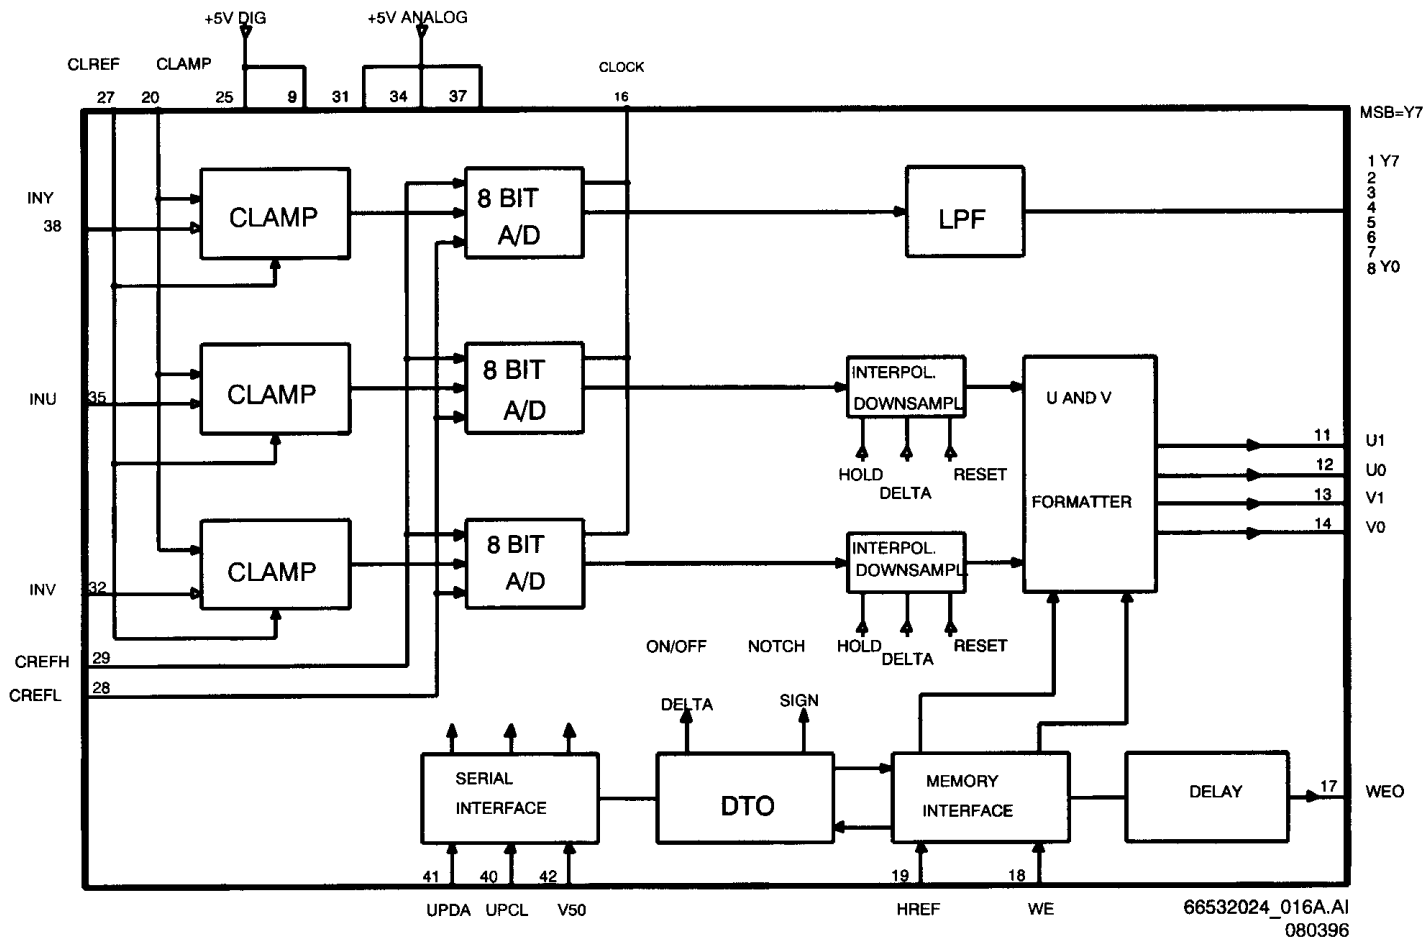 +5V DIG
+5V ANALOG
CLREF
CLAMP
CLOCK
27
20
25
9
31
34
37
16
MSB=Y7
1 Y7
2
3
4
5
6
7
8 Y0
INY
38
CLAMP
8 BIT
A/D
LPF
INU
35
CLAMP
8 BIT
A/D
INTERPOL.
DOWNSAMPL.
HOLD
DELTA
RESET
U AND V
FORMATTER
11
U1
12
U0
13
V1
14
V0
INV
32
CLAMP
8 BIT
A/D
INTERPOL.
DOWNSAMPL.
HOLD
DELTA
RESET
CREFH
29
CREFL
28
ON/OFF
NOTCH
DELTA
SIGN
SERIAL
INTERFACE
DTO
MEMORY
INTERFACE
DELAY
17
WEO
41
40
42
19
18
UPDA
UPCL
V50
HREF
WE
66532024_016A.AI
080396